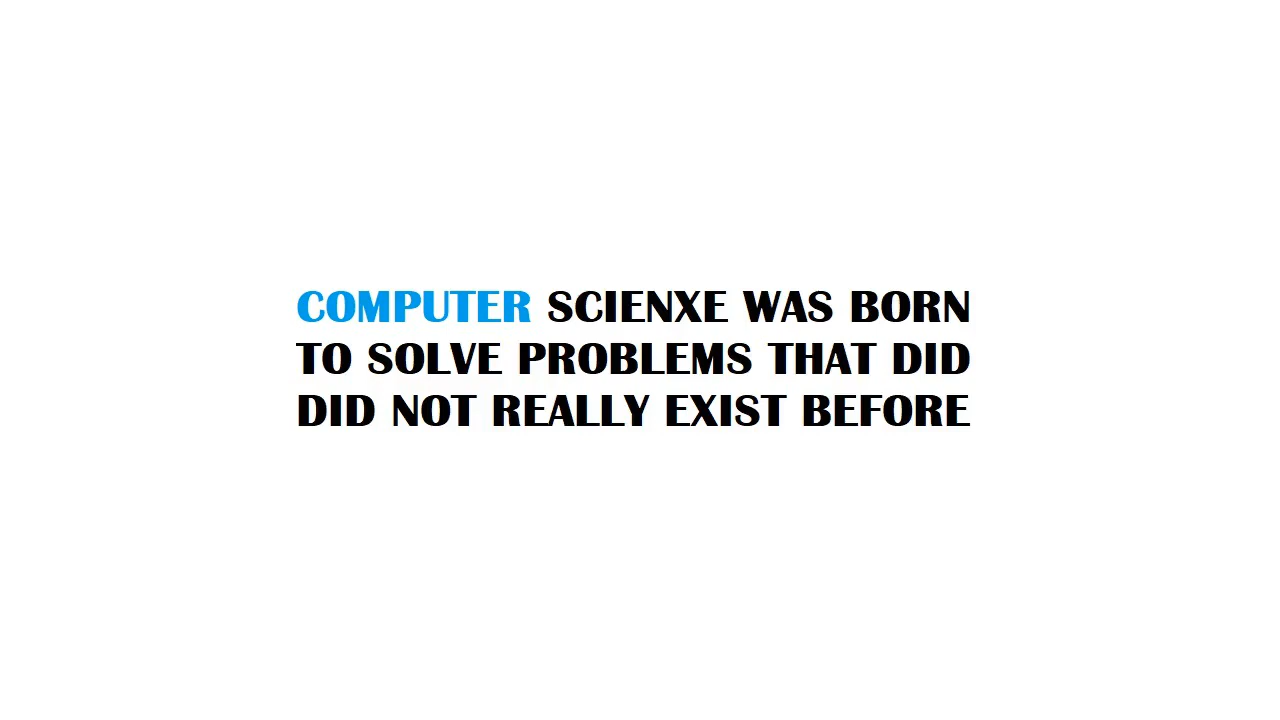 COMPUTER SCIENXE WAS BORN
TO SOLVE PROBLEMS THAT DID
DID NOT REALLY EXIST BEFORE